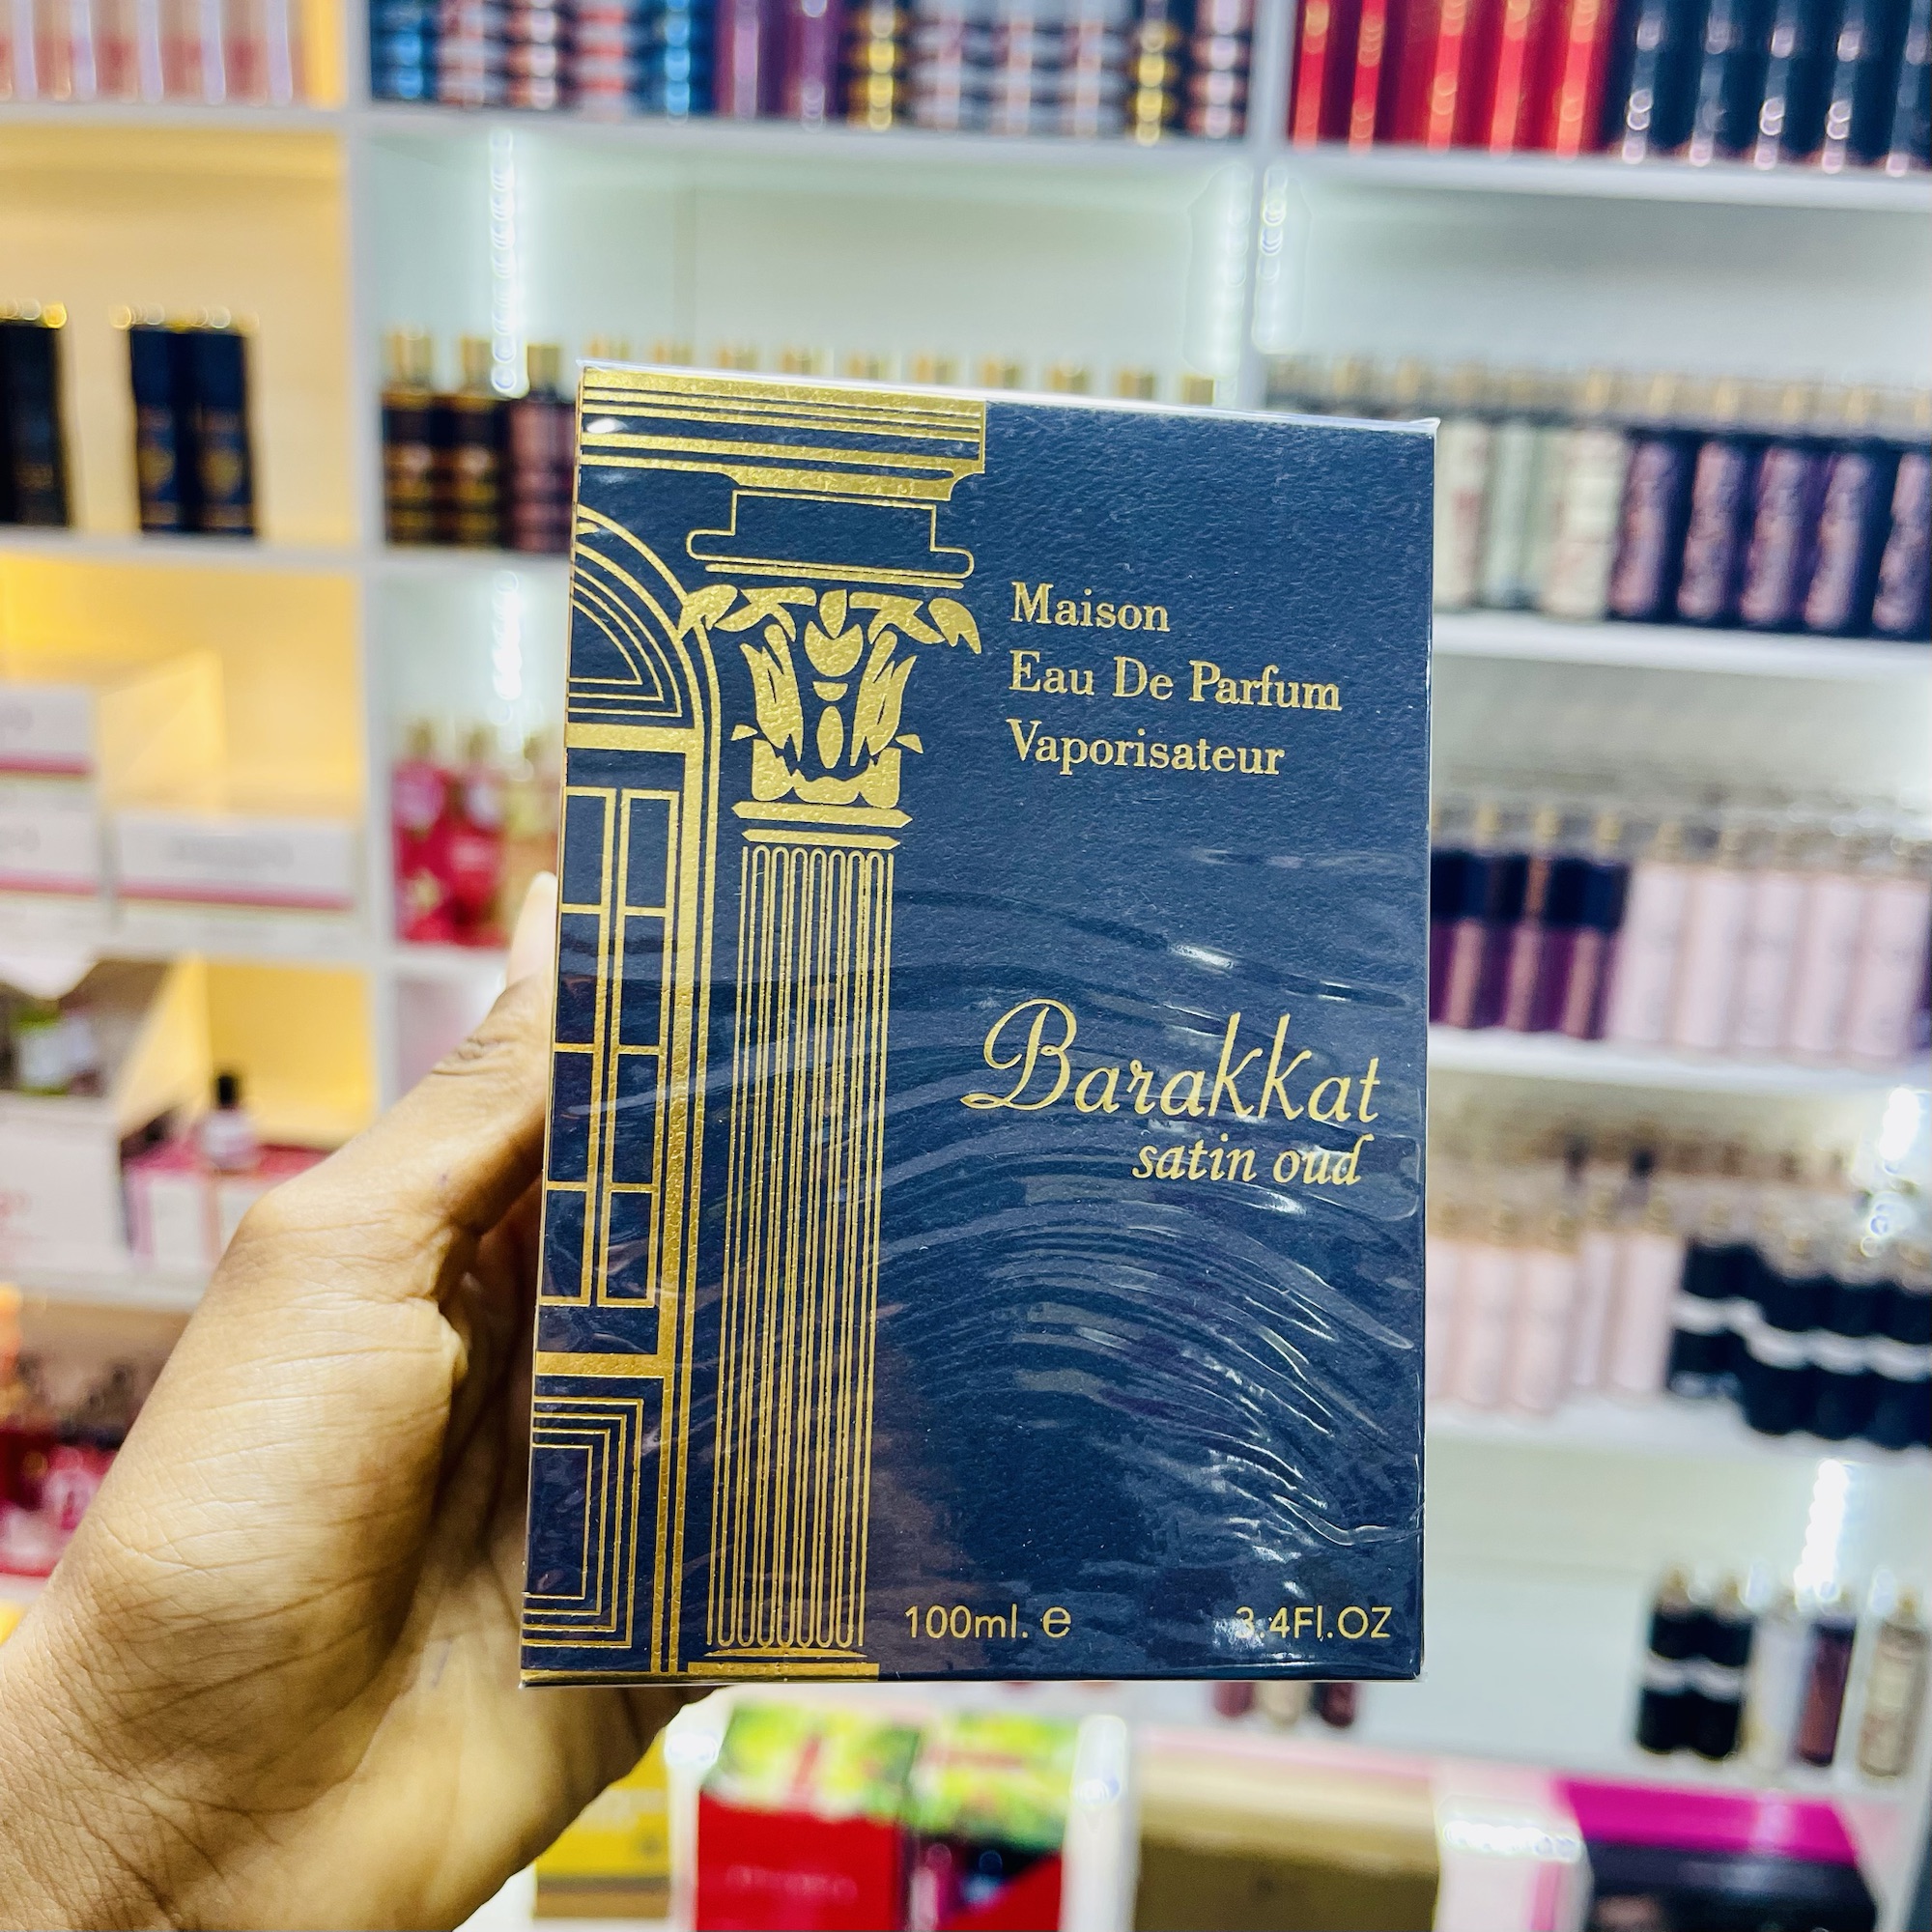 Maison
Eau De Parfum
Vaporisateur
Barakkat
satin oud
100ml. e 3.4Fl.OZ